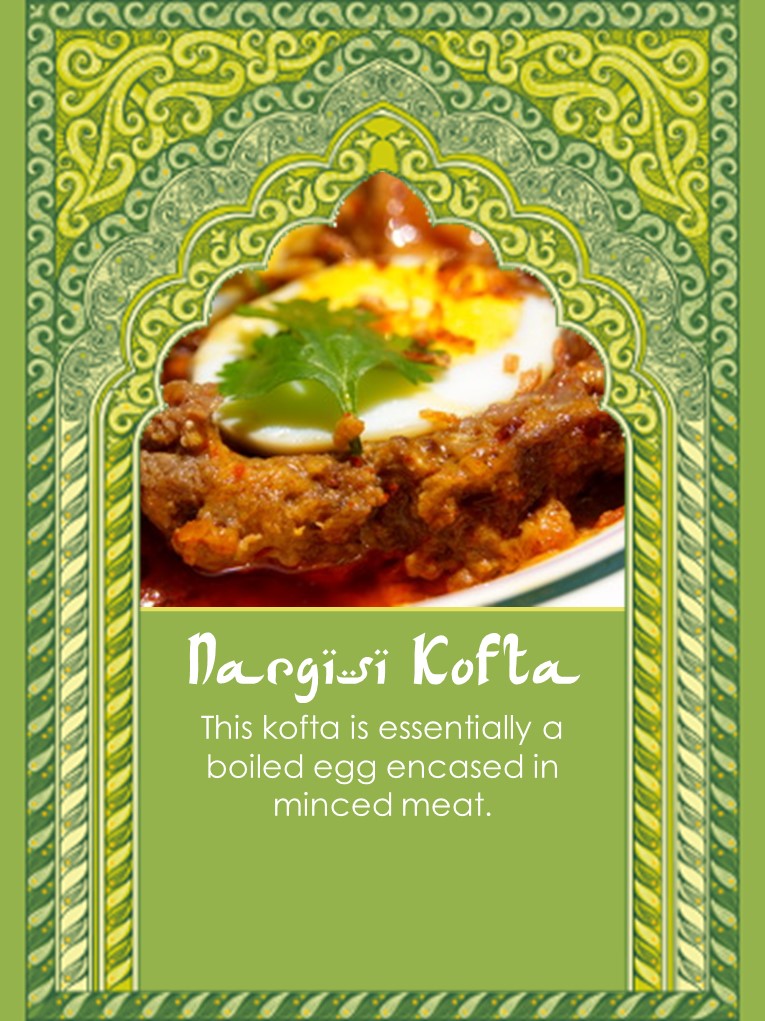 Nargisi Kofta
This kofta is essentially a
boiled egg encased in
minced meat.